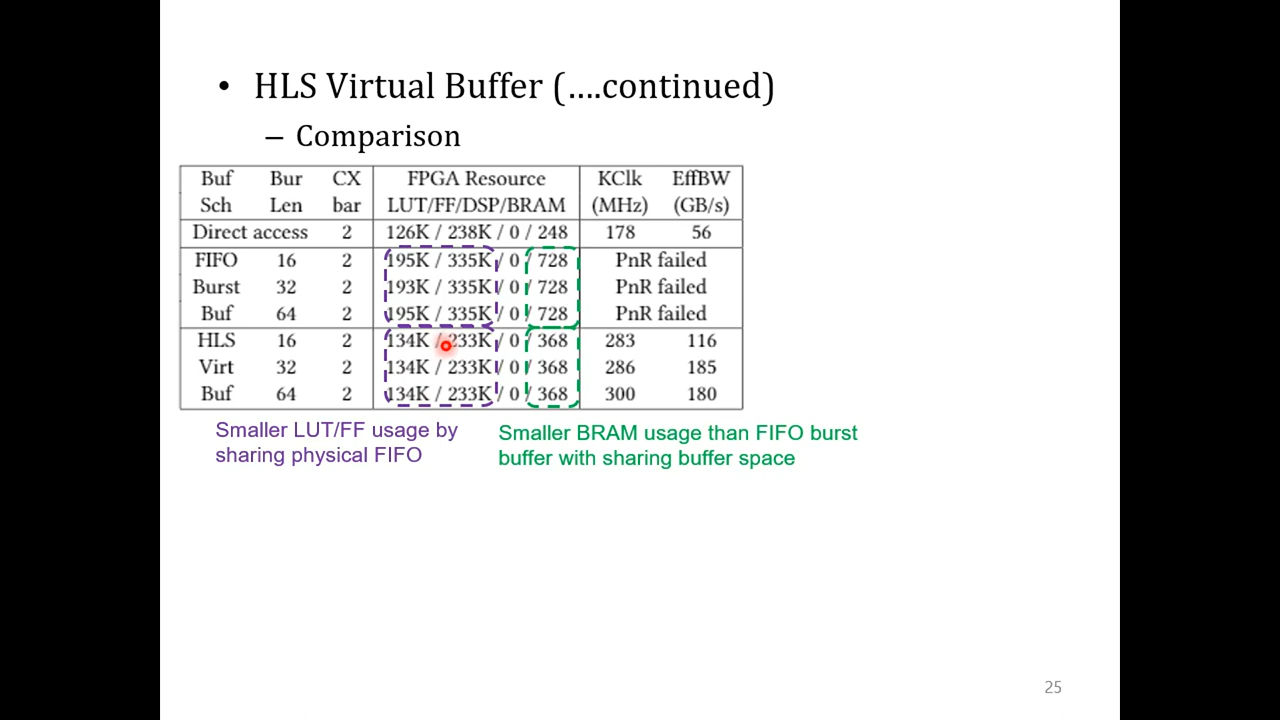 • HLS Virtual Buffer (....continued)
– Comparison
Buf Bur CX FPGA Resource KClk EffBW
Sch Len bar LUT/FF/DSP/BRAM (MHz) (GB/s)
Direct access 2 126K / 238K / 0 / 248 178 56
FIFO 16 2 195K / 335K / 0 / 728 PnR failed
Burst 32 2 193K / 335K / 0 / 728 PnR failed
Buf 64 2 195K / 335K / 0 / 728 PnR failed
HLS 16 2 134K / 233K / 0 / 368 283 116
Virt 32 2 134K / 233K / 0 / 368 286 185
Buf 64 2 134K / 233K / 0 / 368 300 180
Smaller LUT/FF usage by
sharing physical FIFO
Smaller BRAM usage than FIFO burst
buffer with sharing buffer space
25